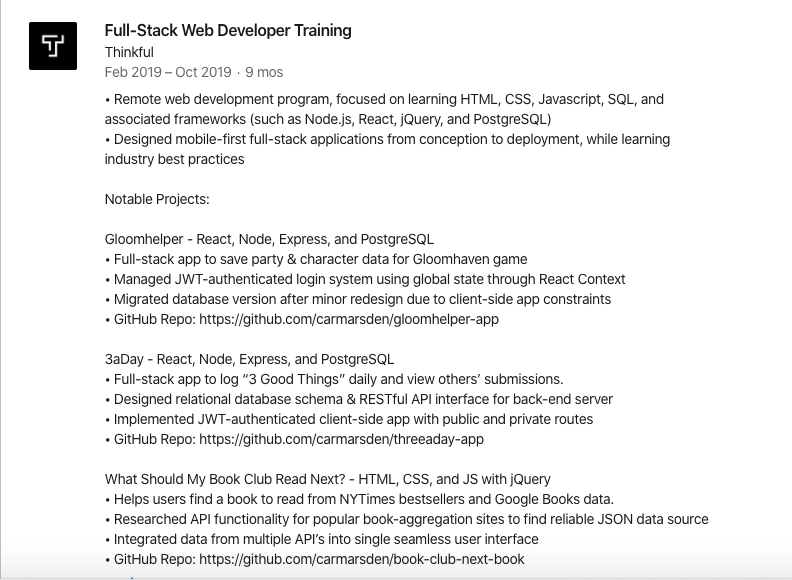 Full-Stack Web Developer Training
Thinkful
Feb 2019 – Oct 2019 · 9 mos
• Remote web development program, focused on learning HTML, CSS, Javascript, SQL, and
associated frameworks (such as Node.js, React, jQuery, and PostgreSQL)
• Designed mobile-first full-stack applications from conception to deployment, while learning
industry best practices
Notable Projects:
Gloomhelper - React, Node, Express, and PostgreSQL
• Full-stack app to save party & character data for Gloomhaven game
• Managed JWT-authenticated login system using global state through React Context
• Migrated database version after minor redesign due to client-side app constraints
• GitHub Repo: https://github.com/carmarsden/gloomhelper-app
3aDay - React, Node, Express, and PostgreSQL
• Full-stack app to log “3 Good Things” daily and view others’ submissions.
• Designed relational database schema & RESTful API interface for back-end server
• Implemented JWT-authenticated client-side app with public and private routes
• GitHub Repo: https://github.com/carmarsden/threeaday-app
What Should My Book Club Read Next? - HTML, CSS, and JS with jQuery
• Helps users find a book to read from NYTimes bestsellers and Google Books data.
• Researched API functionality for popular book-aggregation sites to find reliable JSON data source
• Integrated data from multiple API’s into single seamless user interface
• GitHub Repo: https://github.com/carmarsden/book-club-next-book